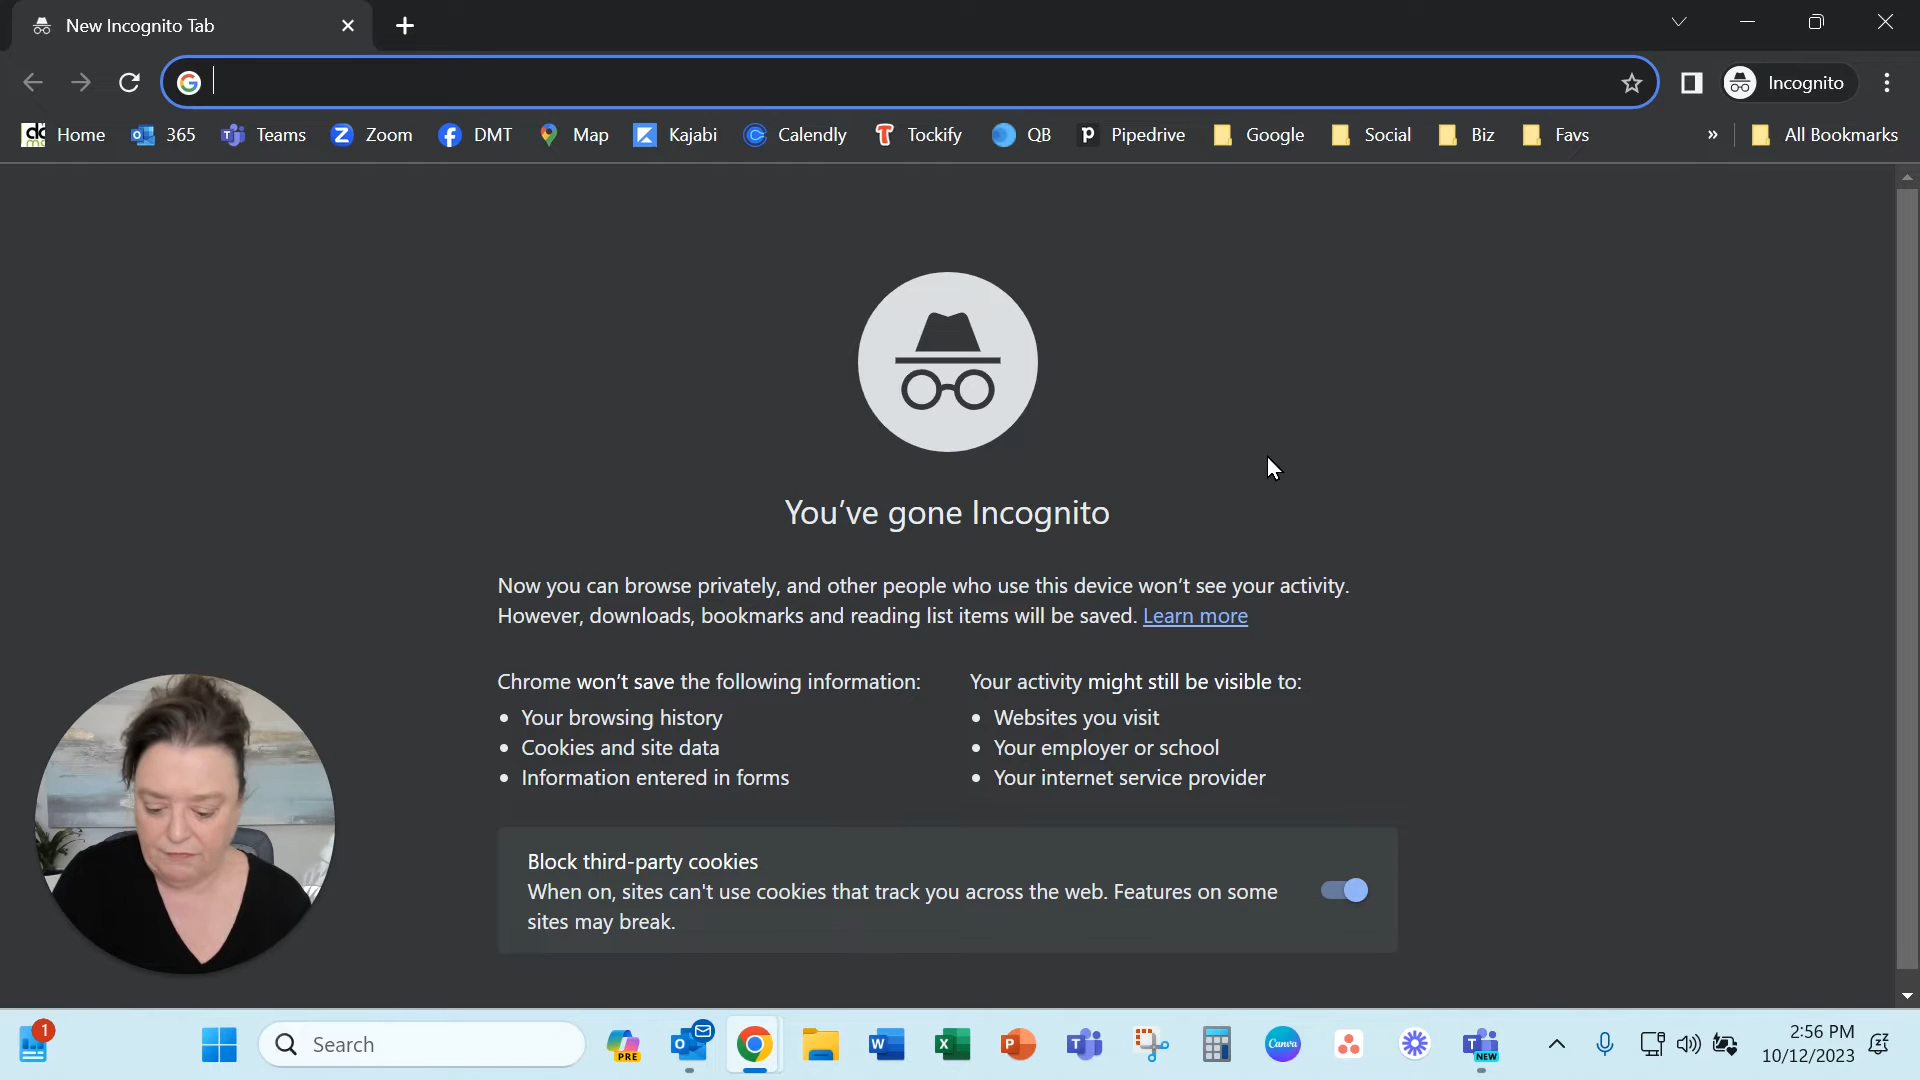 New Incognito Tab
Incognito
Home 365 Teams Zoom DMT Map Kajabi Calendly Tockify QB Pipedrive Google Social Biz Favs » All Bookmarks
You've gone Incognito
Now you can browse privately, and other people who use this device won't see your activity.
However, downloads, bookmarks and reading list items will be saved. Learn more
Chrome won't save the following information:
Your browsing history
Cookies and site data
Information entered in forms
Your activity might still be visible to:
Websites you visit
Your employer or school
Your internet service provider
Block third-party cookies
When on, sites can't use cookies that track you across the web. Features on some
sites may break.
1
Search
PRE
Canva
NEW
2:56 PM
10/12/2023